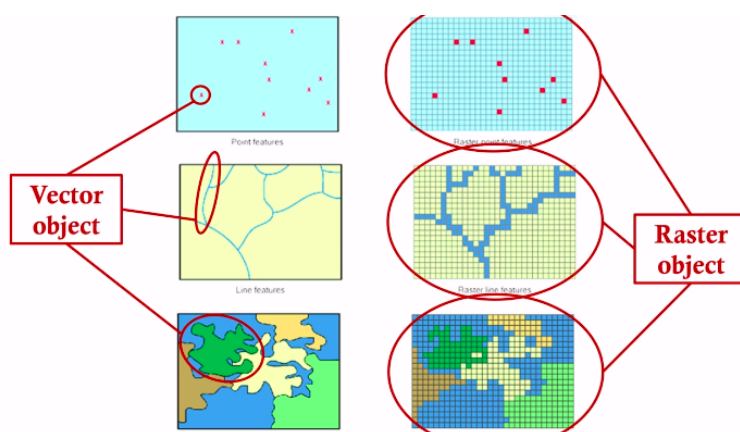 Point features
Raster point features
Vector
object
Raster
object
Line features
Raster line features